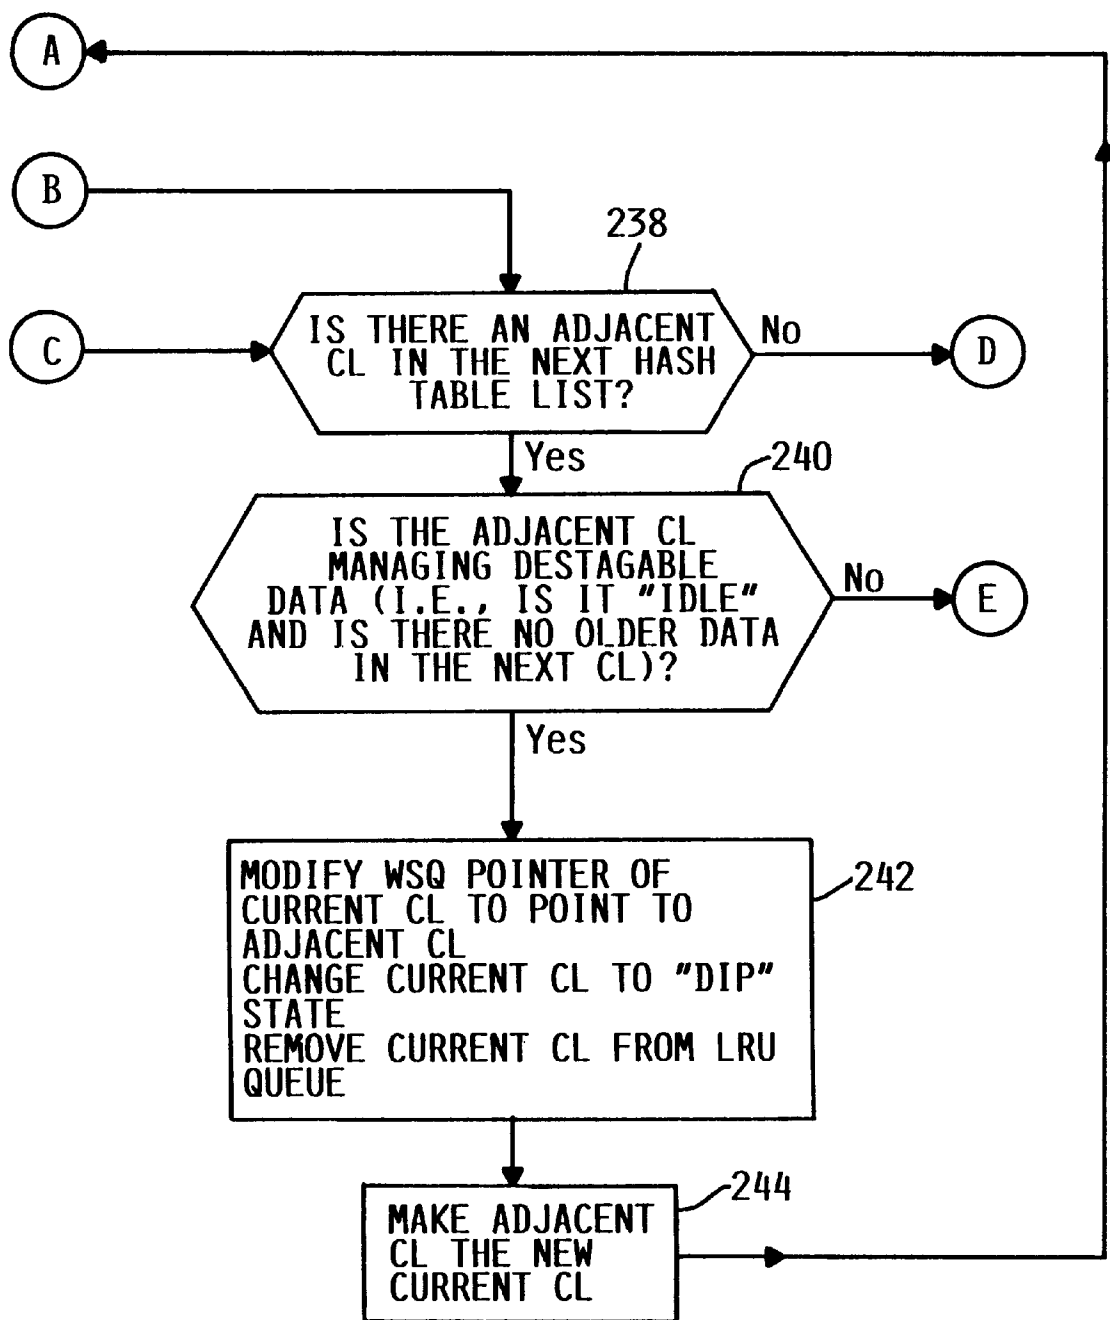 A
B
238
IS THERE AN ADJACENT
CL IN THE NEXT HASH
TABLE LIST?
No
C
D
Yes
240
IS THE ADJACENT CL
MANAGING DESTAGABLE
DATA (I.E., IS IT "IDLE"
AND IS THERE NO OLDER DATA
IN THE NEXT CL)?
No
E
Yes
242
MODIFY WSQ POINTER OF
CURRENT CL TO POINT TO
ADJACENT CL
CHANGE CURRENT CL TO "DIP"
STATE
REMOVE CURRENT CL FROM LRU
QUEUE
244
MAKE ADJACENT
CL THE NEW
CURRENT CL